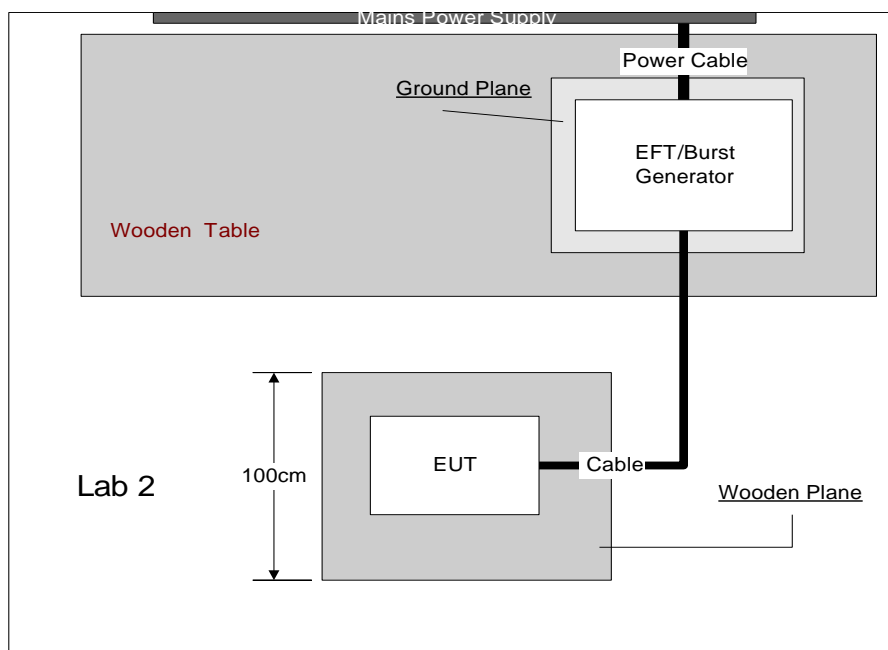 Mains Power Supply
Power Cable
Ground Plane
EFT/Burst
Generator
Wooden Table
EUT
Cable
100cm
Lab 2
Wooden Plane